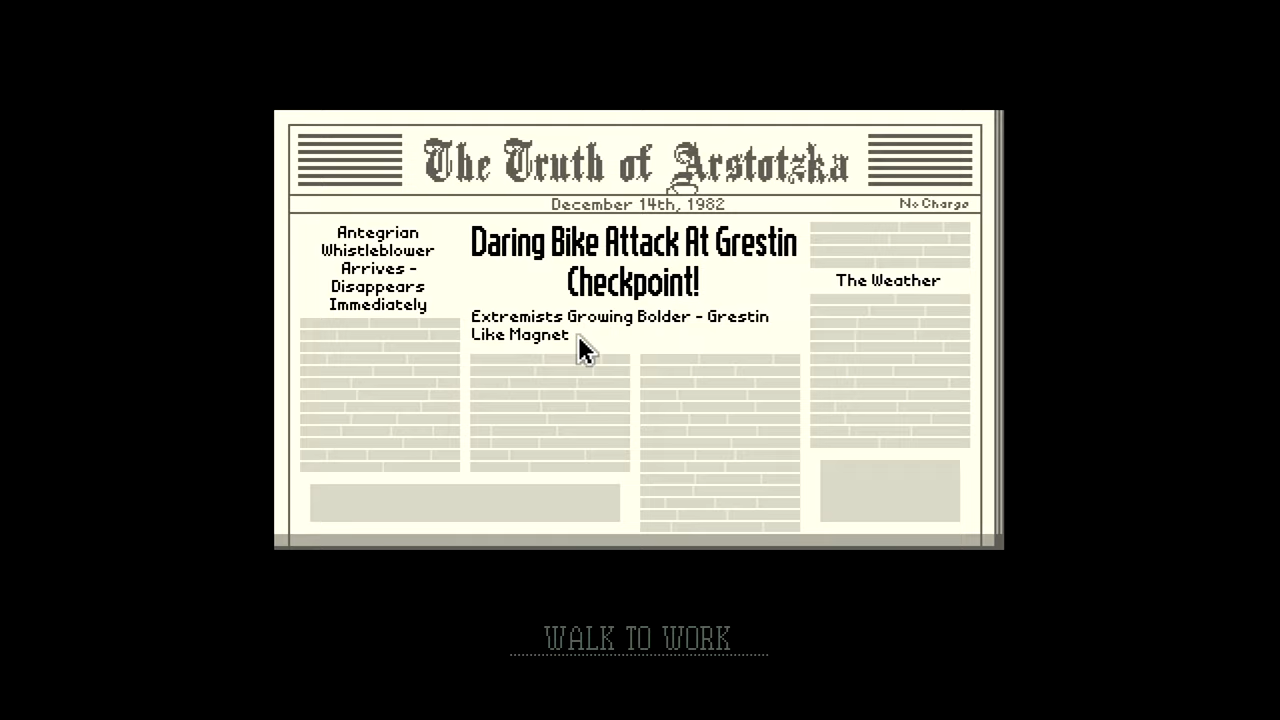 The Truth of Arstotzka
December 14th, 1982
No Charge
Antegrian
Whistleblower
Arrives -
Disappears
Immediately
Daring Bike Attack At Grestin
Checkpoint!
Extremists Growing Bolder - Grestin
Like Magnet
The Weather
WALK TO WORK